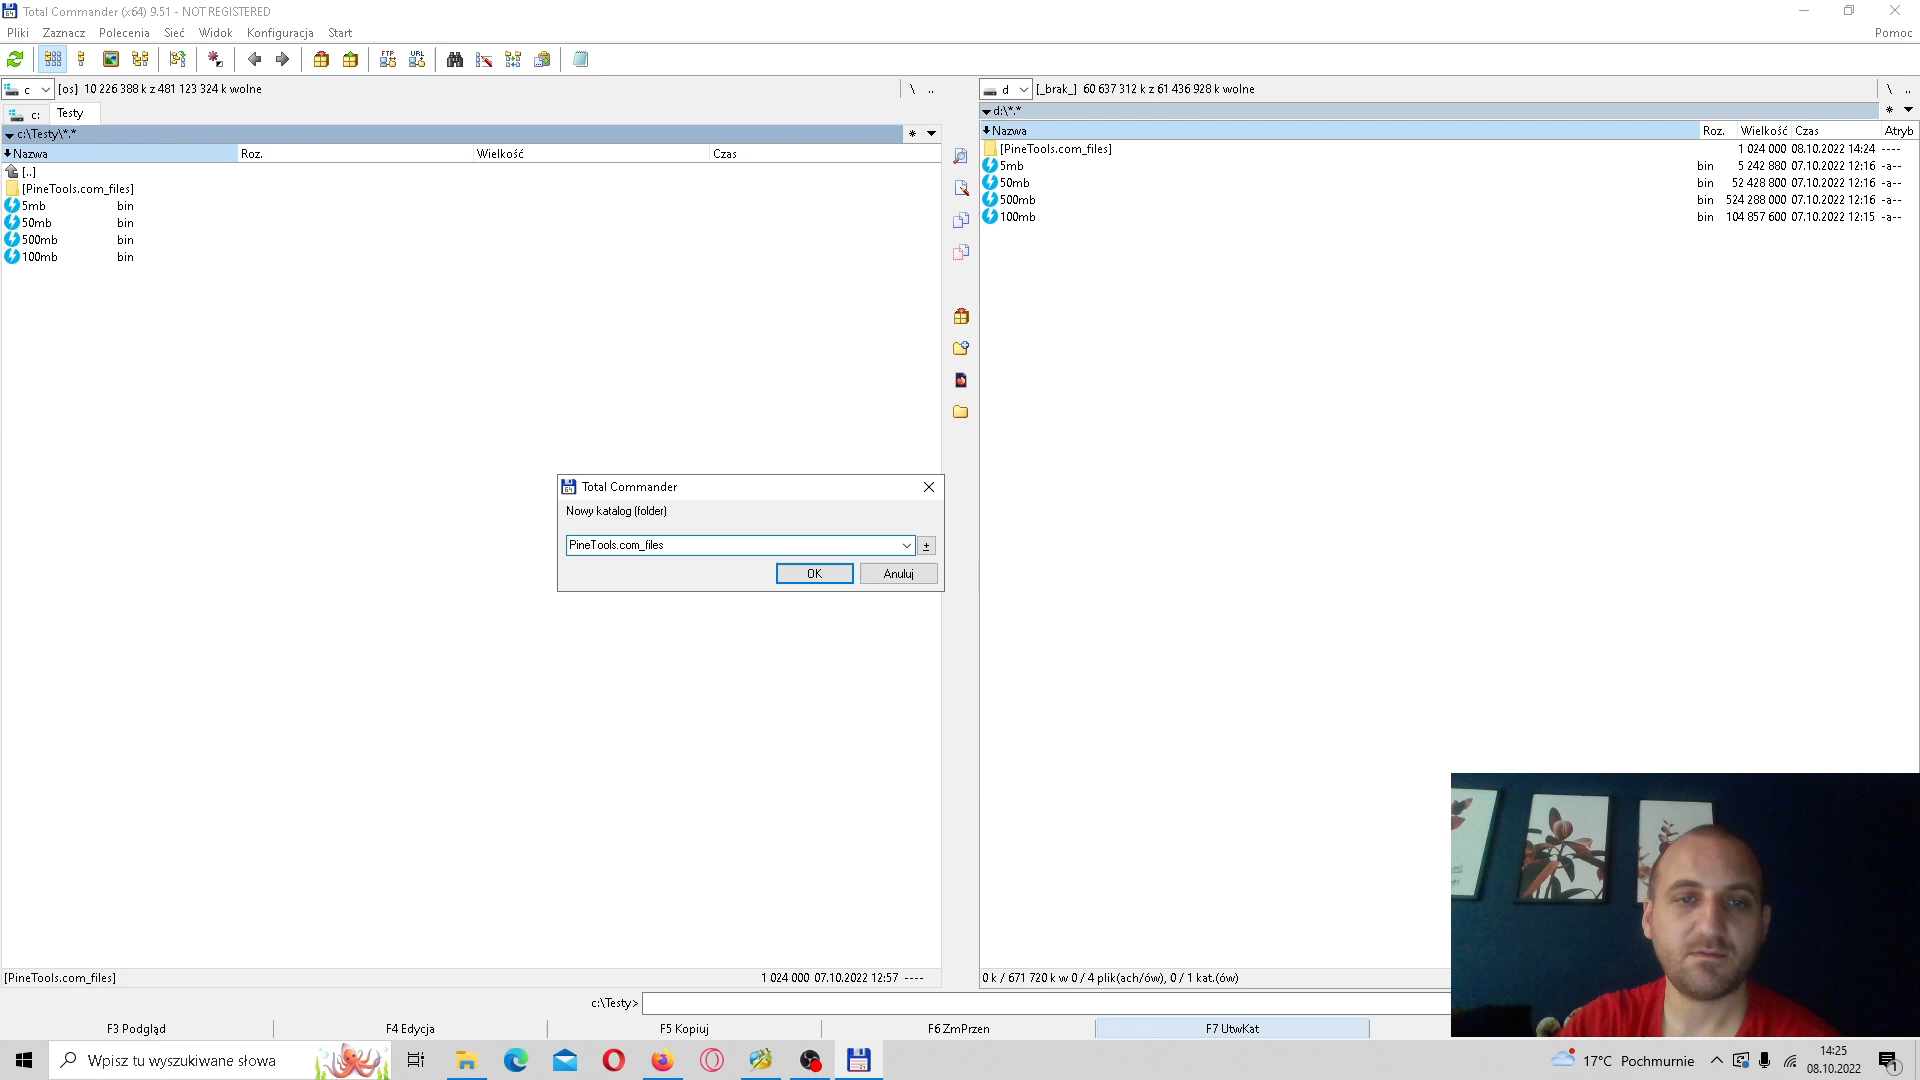 Total Commander (x64) 9.51 - NOT REGISTERED
Pliki Zaznacz Polecenia Sieć Widok Konfiguracja Start Pomoc
FTP URL
c [os] 10 226 388 k z 481 123 324 k wolne \ ..
d [_brak_] 60 637 312 k z 61 436 928 k wolne \ ..
c: Testy
c:\Testy\*.* *
Nazwa Roz. Wielkość Czas
[..]
[PineTools.com_files]
5mb bin
50mb bin
500mb bin
100mb bin
d:\*.* *
Nazwa Roz. Wielkość Czas Atryb
[PineTools.com_files] 1 024 000 08.10.2022 14:24 ----
5mb bin 5 242 880 07.10.2022 12:16 -a--
50mb bin 52 428 800 07.10.2022 12:16 -a--
500mb bin 524 288 000 07.10.2022 12:16 -a--
100mb bin 104 857 600 07.10.2022 12:15 -a--
Total Commander
Nowy katalog (folder)
PineTools.com_files ±
OK Anuluj
[PineTools.com_files] 1 024 000 07.10.2022 12:57 ----
0 k / 671 720 k w 0 / 4 plik(ach/ów), 0 / 1 kat.(ów)
c:\Testy>
F3 Podgląd F4 Edycja F5 Kopiuj F6 ZmPrzen F7 UtwKat
Wpisz tu wyszukiwane słowa
17°C Pochmurnie
14:25
08.10.2022
1